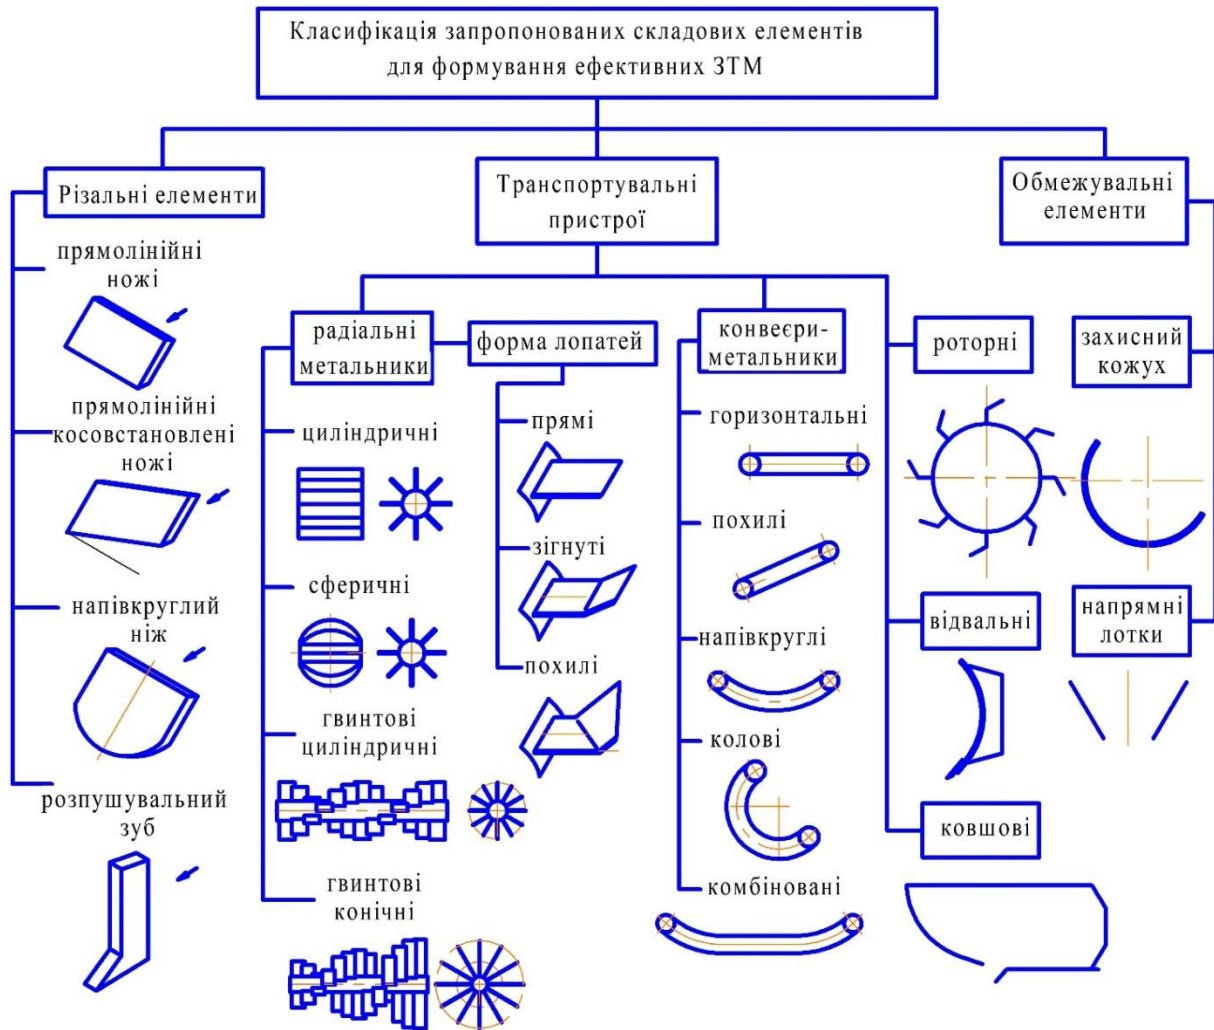 Класифікація запропонованих складових елементів
для формування ефективних ЗТМ
Різальні елементи
прямолінійні
ножі
прямолінійні
косовстановлені
ножі
напівкруглий
ніж
розпушувальний
зуб
Транспортувальні
пристрої
радіальні
метальники
циліндричні
сферичні
гвинтові
циліндричні
гвинтові
конічні
форма лопатей
прямі
зігнуті
похилі
конвеєри-
метальники
горизонтальні
похилі
напівкруглі
колові
комбіновані
роторні
відвальні
ковшові
Обмежувальні
елементи
захисний
кожух
напрямні
лотки